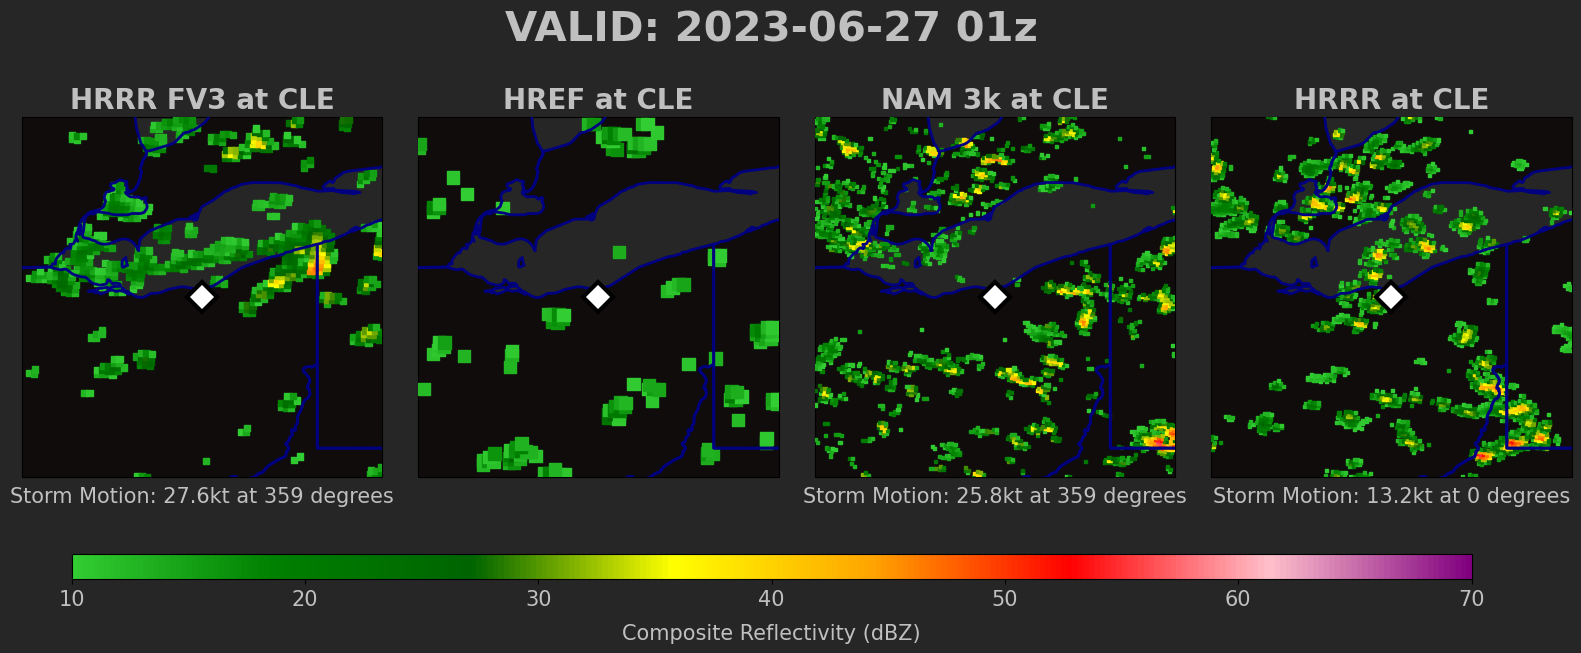 VALID: 2023-06-27 01z
HRRR FV3 at CLE
HREF at CLE
NAM 3k at CLE
HRRR at CLE
Storm Motion: 27.6kt at 359 degrees
Storm Motion: 25.8kt at 359 degrees
Storm Motion: 13.2kt at 0 degrees
10 20 30 40 50 60 70
Composite Reflectivity (dBZ)